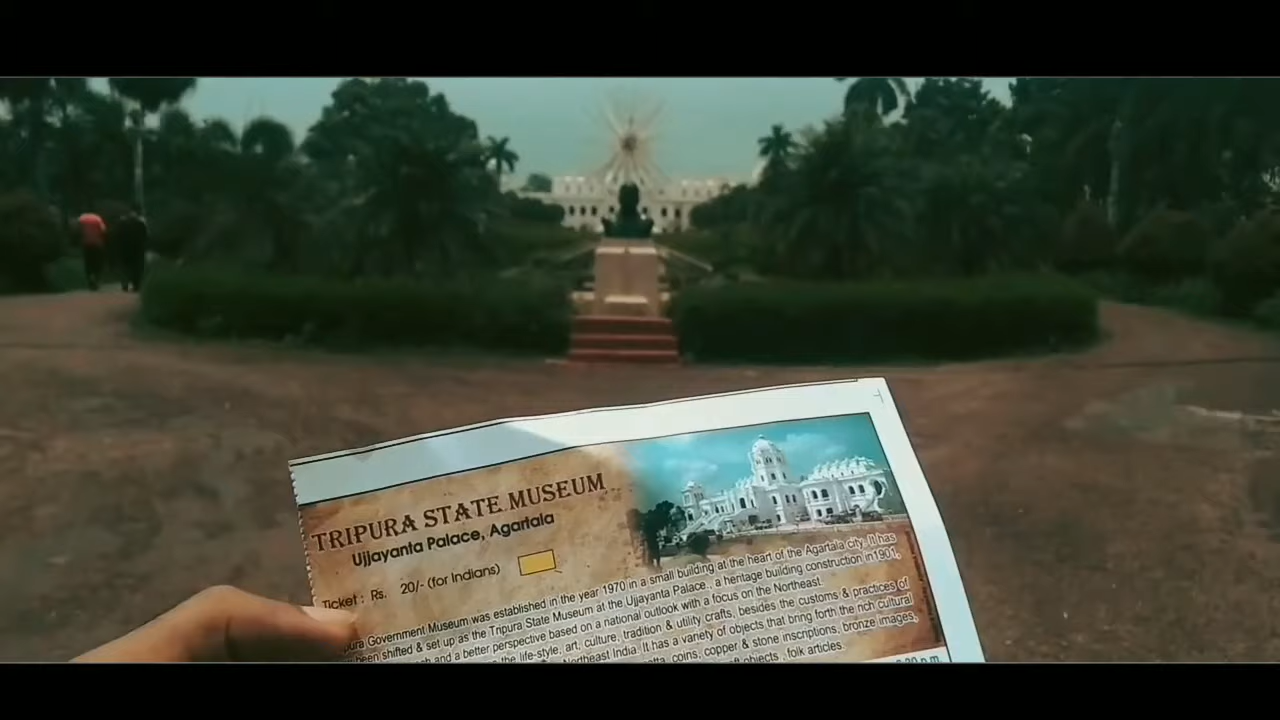 TRIPURA STATE MUSEUM
Ujjayanta Palace, Agartala
Ticket : Rs. 20/- (for Indians)
Government Museum was established in the year 1970 in a small building at the heart of the Agartala city. It has
been shifted & set up as the Tripura State Museum at the Ujjayanta Palace , a heritage building construction in1901,
and a better perspective based on a national outlook with a focus on the Northeast.
the life-style, art, culture, tradition & utility crafts, besides the customs & practices of
Northeast India. It has a variety of objects that bring forth the rich cultural
coins, copper & stone inscriptions, bronze images,
objects , folk articles.